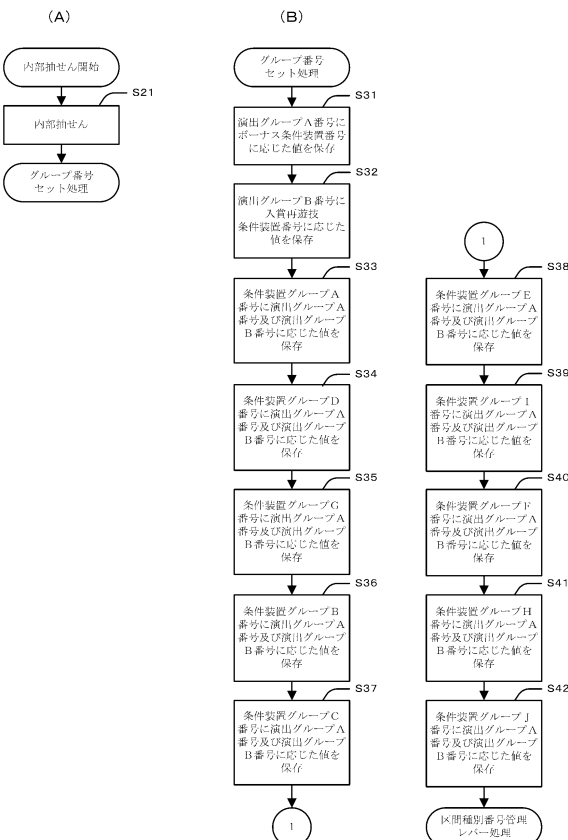 (A)
内部抽せん開始
S21
内部抽せん
グループ番号
セット処理
(B)
グループ番号
セット処理
S31
演出グループA番号に
ボーナス条件装置番号
に応じた値を保存
S32
演出グループB番号に
入賞再遊技
条件装置番号に応じた
値を保存
S33
条件装置グループA
番号に演出グループA
番号及び演出グループ
B番号に応じた値を
保存
S34
条件装置グループD
番号に演出グループA
番号及び演出グループ
B番号に応じた値を
保存
S35
条件装置グループG
番号に演出グループA
番号及び演出グループ
B番号に応じた値を
保存
S36
条件装置グループB
番号に演出グループA
番号及び演出グループ
B番号に応じた値を
保存
S37
条件装置グループC
番号に演出グループA
番号及び演出グループ
B番号に応じた値を
保存
1
1
S38
条件装置グループE
番号に演出グループA
番号及び演出グループ
B番号に応じた値を
保存
S39
条件装置グループI
番号に演出グループA
番号及び演出グループ
B番号に応じた値を
保存
S40
条件装置グループF
番号に演出グループA
番号及び演出グループ
B番号に応じた値を
保存
S41
条件装置グループH
番号に演出グループA
番号及び演出グループ
B番号に応じた値を
保存
S42
条件装置グループJ
番号に演出グループA
番号及び演出グループ
B番号に応じた値を
保存
区間種別番号管理
レバー処理